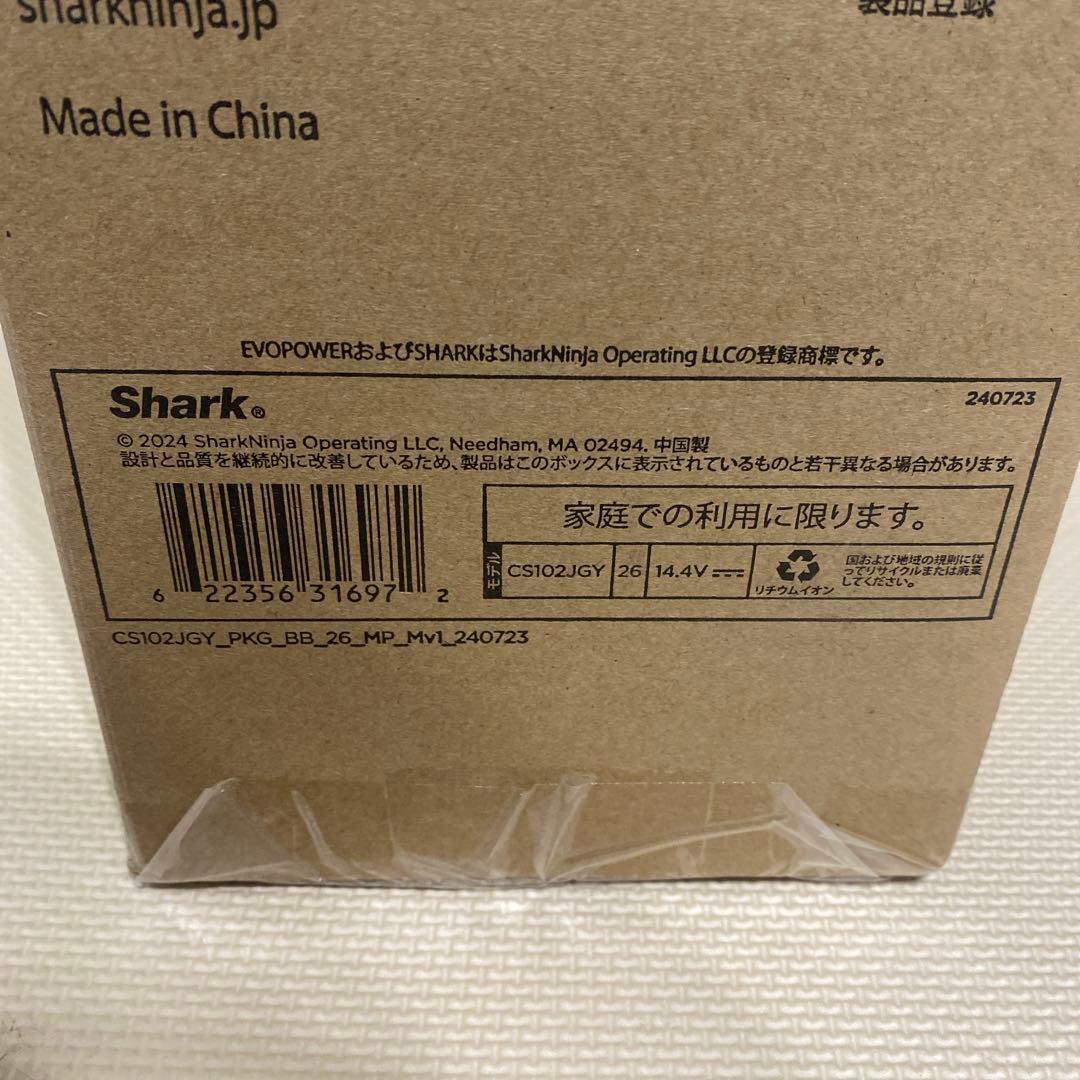 sharkninja.jp
製品登録
Made in China
EVOPOWERおよびSHARKはSharkNinja Operating LLCの登録商標です。
Shark®
240723
© 2024 SharkNinja Operating LLC, Needham, MA 02494. 中国製
設計と品質を継続的に改善しているため、製品はこのボックスに表示されているものと若干異なる場合があります。
家庭での利用に限ります。
モデル
CS102JGY
26
14.4V
リチウムイオン
国および地域の規則に従
ってリサイクルまたは廃棄
してください。
6 22356 31697 2
CS102JGY_PKG_BB_26_MP_Mv1_240723